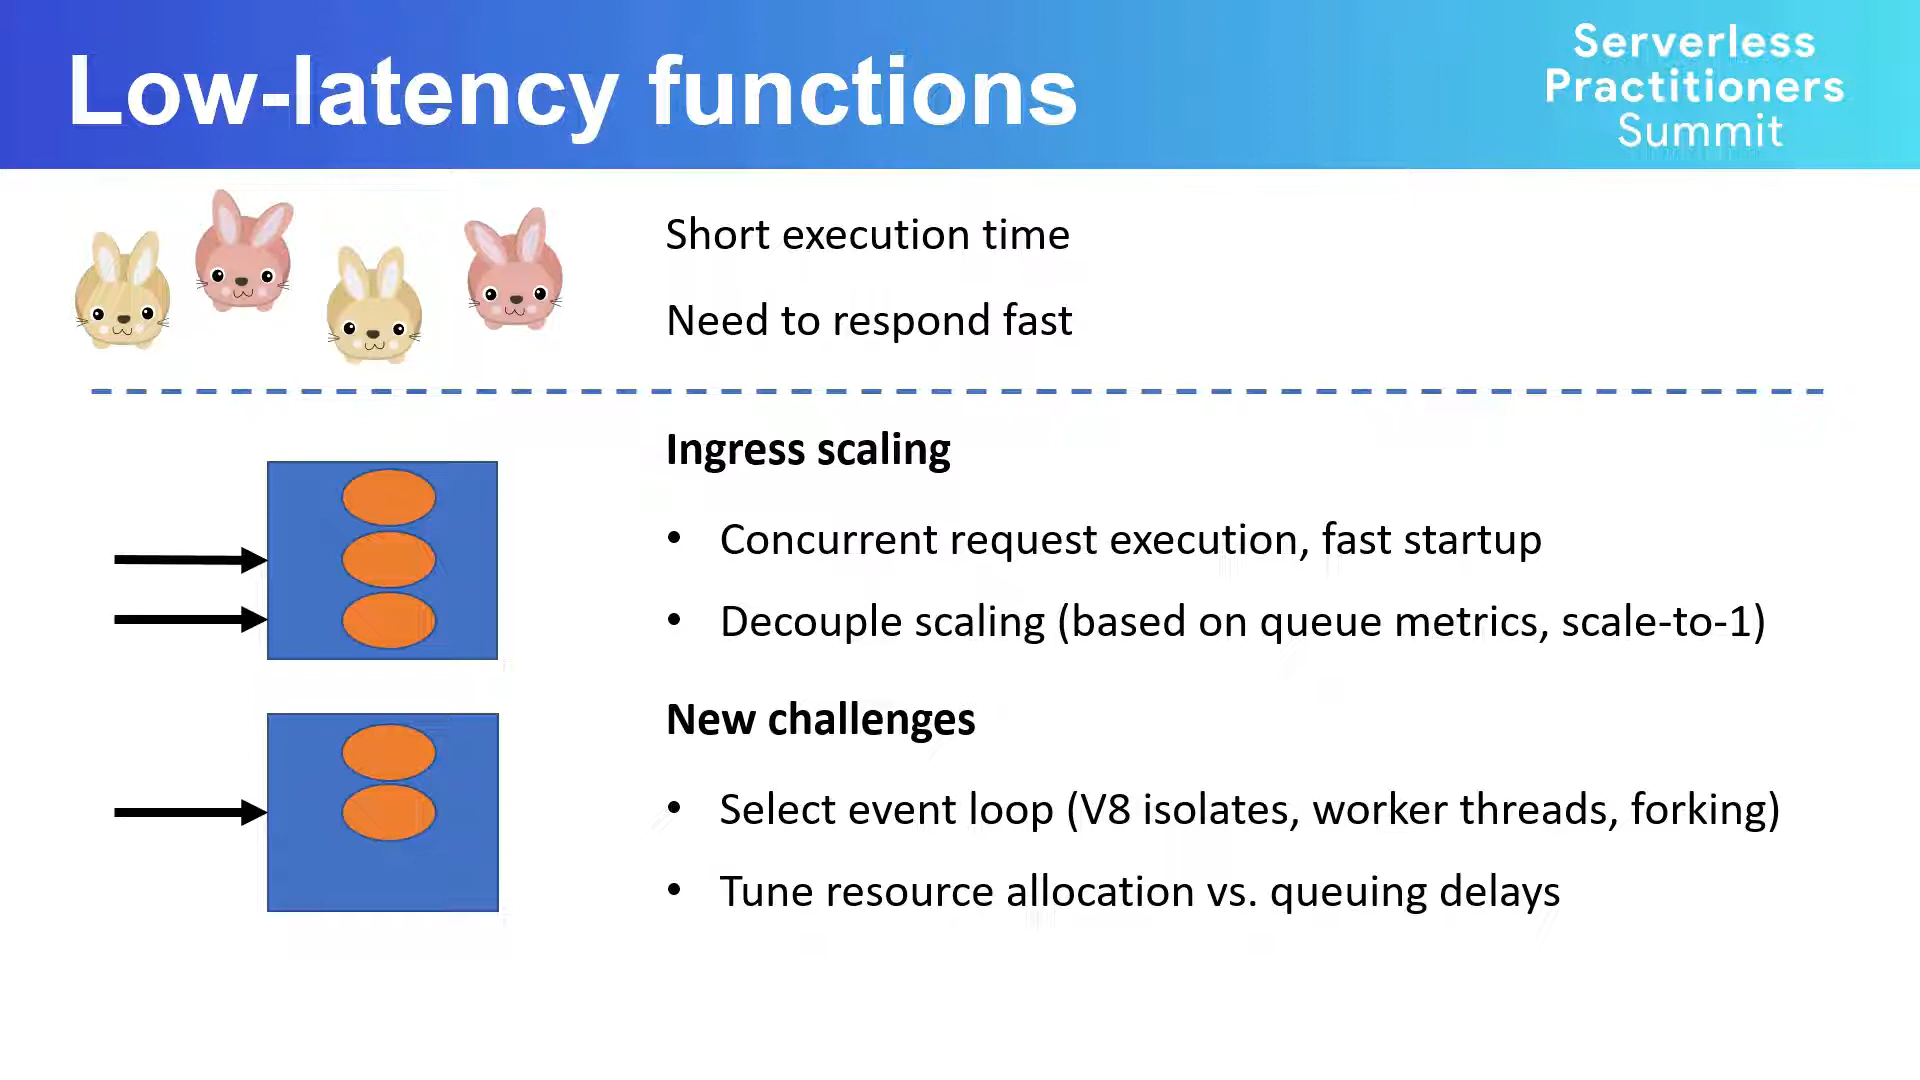 Low-latency functions
Serverless
Practitioners
Summit
Short execution time
Need to respond fast
Ingress scaling
• Concurrent request execution, fast startup
• Decouple scaling (based on queue metrics, scale-to-1)
New challenges
• Select event loop (V8 isolates, worker threads, forking)
• Tune resource allocation vs. queuing delays